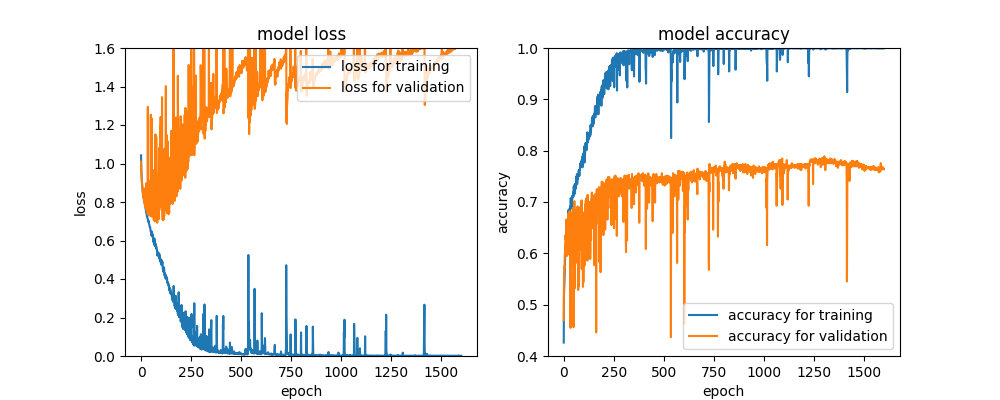 model loss
1.6
1.4
1.2
1.0
0.8
0.6
0.4
0.2
0.0
loss
loss for training
loss for validation
0 250 500 750 1000 1250 1500
epoch
model accuracy
1.0
0.9
0.8
0.7
0.6
0.5
0.4
accuracy
accuracy for training
accuracy for validation
0 250 500 750 1000 1250 1500
epoch